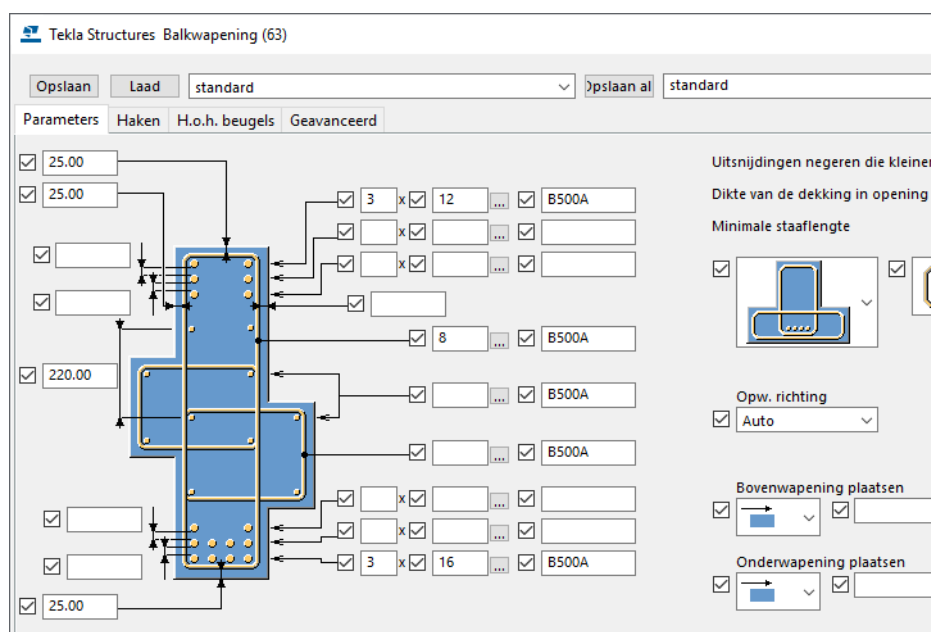 Tekla Structures Balkwapening (63)
Opslaan Laad standard Opslaan al standard
Parameters Haken H.o.h. beugels Geavanceerd
25.00
25.00
Uitsnijdingen negeren die kleiner
Dikte van de dekking in opening
Minimale staaflengte
3 x 12 ... B500A
x ...
x ...
8 ... B500A
220.00
... B500A
... B500A
Opw. richting
Auto
x ...
x ...
3 x 16 ... B500A
Bovenwapening plaatsen
Onderwapening plaatsen
25.00